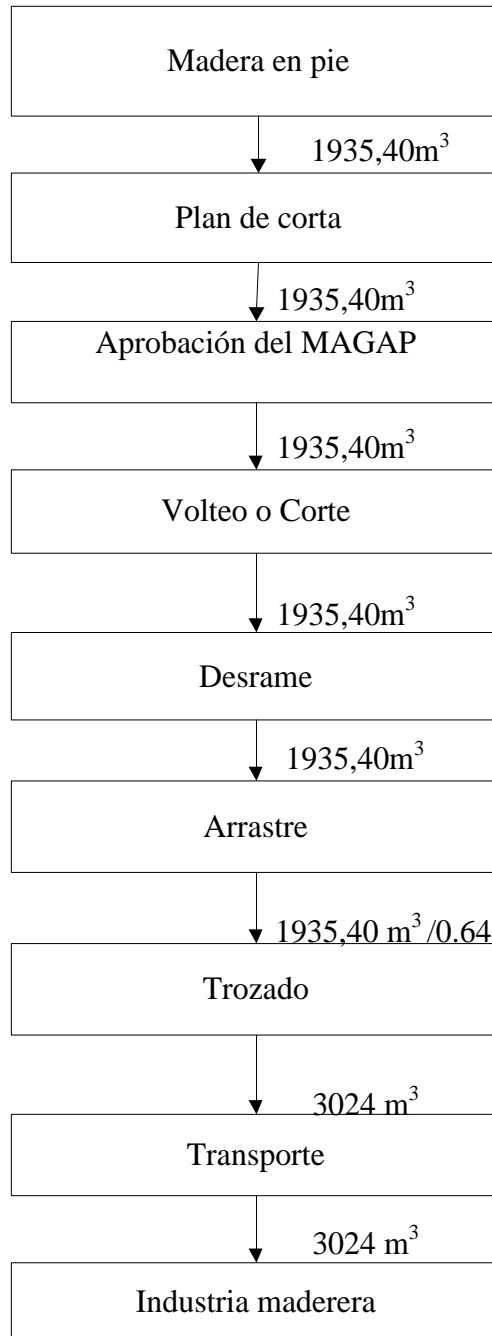 Madera en pie
1935,40m³
Plan de corta
1935,40m³
Aprobación del MAGAP
1935,40m³
Volteo o Corte
1935,40m³
Desrame
1935,40m³
Arrastre
1935,40 m³ /0.64
Trozado
3024 m³
Transporte
3024 m³
Industria maderera